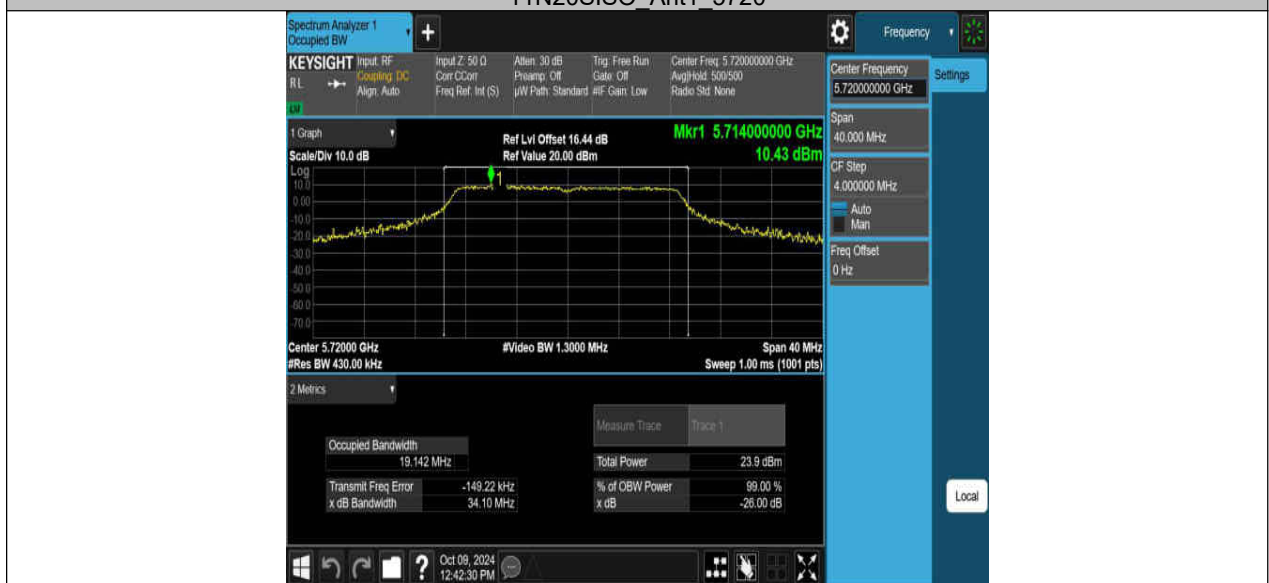 11N20SISO_Ant1_5720
Spectrum Analyzer 1
Occupied BW
+
Frequency
KEYSIGHT
RL
Input: RF
Coupling: DC
Align: Auto
Input Z: 50 Ω
Corr CCorr
Freq Ref: Int (S)
Atten: 30 dB
Preamp: Off
µW Path: Standard
Trig: Free Run
Gate: Off
#IF Gain: Low
Center Freq: 5.720000000 GHz
Avg|Hold: 500/500
Radio Std: None
1 Graph
Scale/Div 10.0 dB
Ref Lvl Offset 16.44 dB
Ref Value 20.00 dBm
Mkr1 5.714000000 GHz
10.43 dBm
Log
10.0
0.00
-10.0
-20.0
-30.0
-40.0
-50.0
-60.0
-70.0
1
Center 5.72000 GHz
#Video BW 1.3000 MHz
Span 40 MHz
#Res BW 430.00 kHz
Sweep 1.00 ms (1001 pts)
2 Metrics
Measure Trace
Trace 1
Occupied Bandwidth
19.142 MHz
Total Power
23.9 dBm
Transmit Freq Error
-149.22 kHz
% of OBW Power
99.00 %
x dB Bandwidth
34.10 MHz
x dB
-26.00 dB
Center Frequency
5.720000000 GHz
Settings
Span
40.000 MHz
CF Step
4.000000 MHz
Auto
Man
Freq Offset
0 Hz
Local
?
Oct 09, 2024
12:42:30 PM